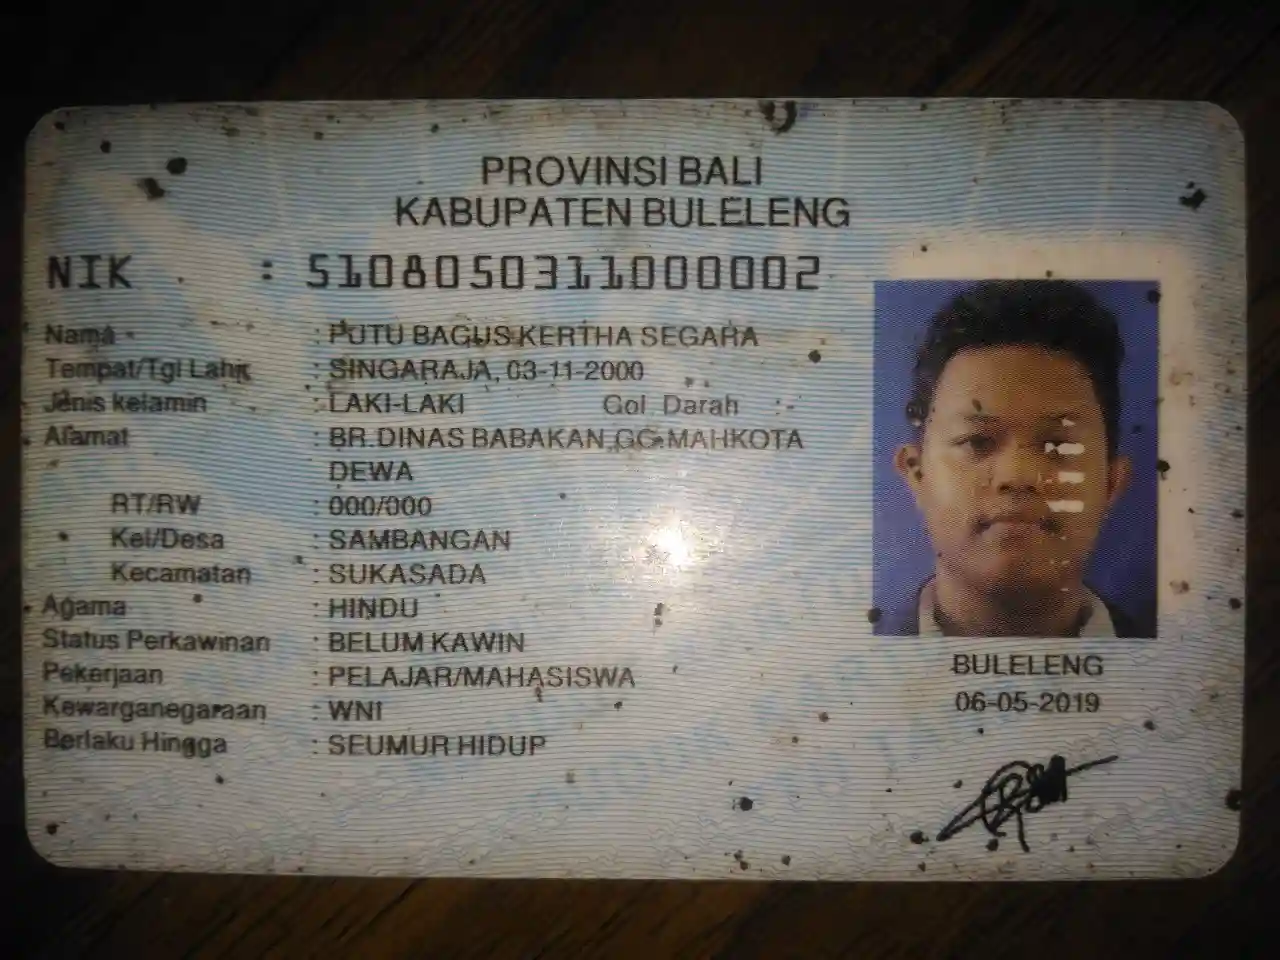 PROVINSI BALI
KABUPATEN BULELENG
NIK : 5108050311000002
Nama : PUTU BAGUS KERTHA SEGARA
Tempat/Tgl Lahir : SINGARAJA, 03-11-2000
Jenis kelamin : LAKI-LAKI Gol. Darah : -
Alamat : BR.DINAS BABAKAN,GG.MAHKOTA
DEWA
RT/RW : 000/000
Kel/Desa : SAMBANGAN
Kecamatan : SUKASADA
Agama : HINDU
Status Perkawinan : BELUM KAWIN
Pekerjaan : PELAJAR/MAHASISWA
Kewarganegaraan : WNI
Berlaku Hingga : SEUMUR HIDUP
BULELENG
06-05-2019